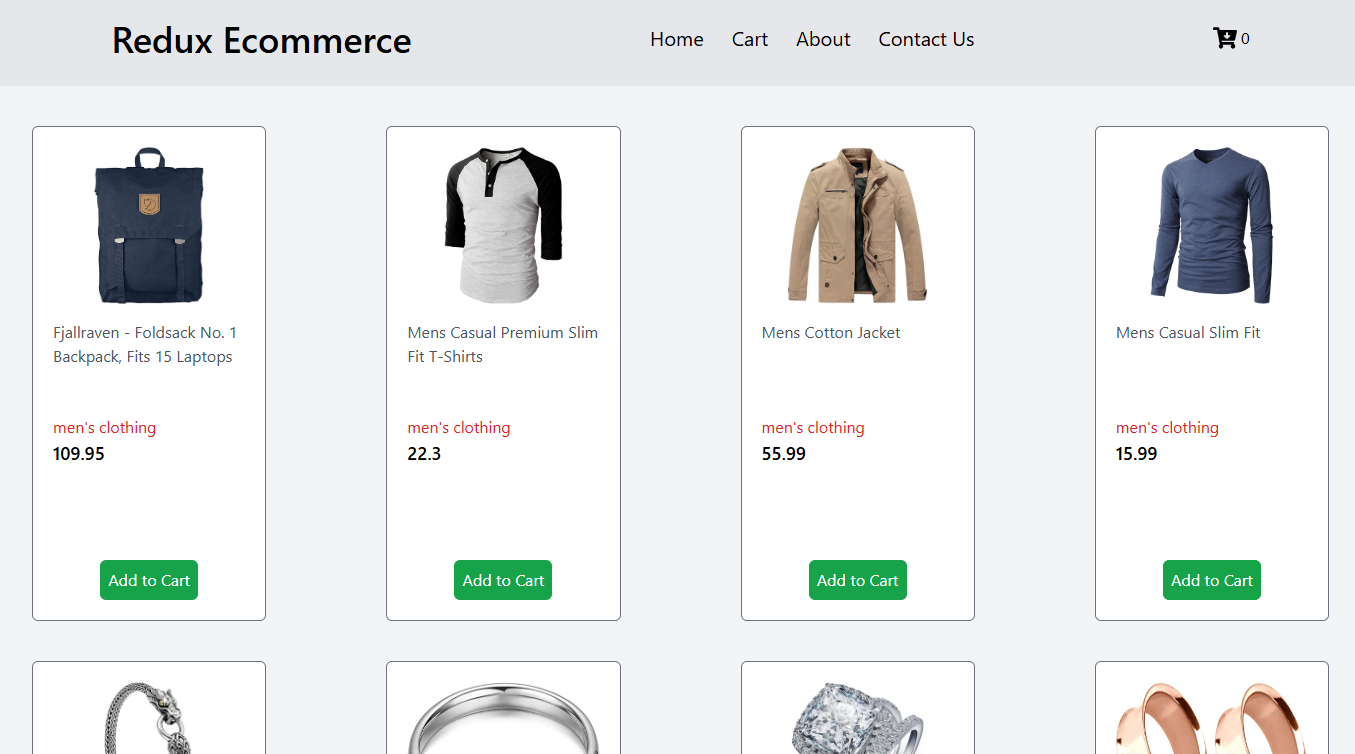 Redux Ecommerce
Home Cart About Contact Us
0
Fjallraven - Foldsack No. 1
Backpack, Fits 15 Laptops
men's clothing
109.95
Add to Cart
Mens Casual Premium Slim
Fit T-Shirts
men's clothing
22.3
Add to Cart
Mens Cotton Jacket
men's clothing
55.99
Add to Cart
Mens Casual Slim Fit
men's clothing
15.99
Add to Cart